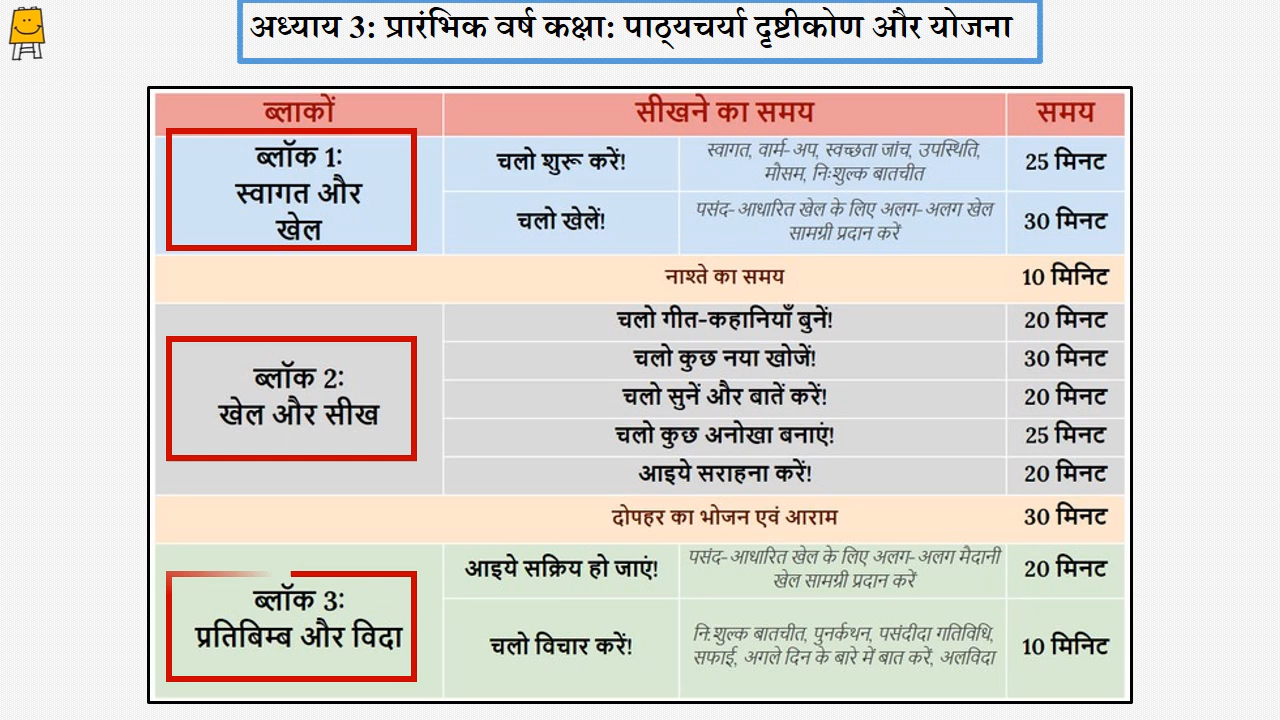 अध्याय 3: प्रारंभिक वर्ष कक्षा: पाठ्यचर्या दृष्टीकोण और योजना
ब्लाकों सीखने का समय समय
ब्लॉक 1:
स्वागत और
खेल
चलो शुरू करें!
स्वागत, वार्म-अप, स्वच्छता जांच, उपस्थिति,
मौसम, निःशुल्क बातचीत
25 मिनट
चलो खेलें!
पसंद-आधारित खेल के लिए अलग-अलग खेल
सामग्री प्रदान करें
30 मिनट
नाश्ते का समय 10 मिनिट
ब्लॉक 2:
खेल और सीख
चलो गीत-कहानियाँ बुनें! 20 मिनट
चलो कुछ नया खोजें! 30 मिनट
चलो सुनें और बातें करें! 20 मिनट
चलो कुछ अनोखा बनाएं! 25 मिनट
आइये सराहना करें! 20 मिनट
दोपहर का भोजन एवं आराम 30 मिनट
ब्लॉक 3:
प्रतिबिम्ब और विदा
आइये सक्रिय हो जाएं!
पसंद-आधारित खेल के लिए अलग-अलग मैदानी
खेल सामग्री प्रदान करें
20 मिनट
चलो विचार करें!
नि:शुल्क बातचीत, पुनर्कथन, पसंदीदा गतिविधि,
सफाई, अगले दिन के बारे में बात करें, अलविदा
10 मिनिट